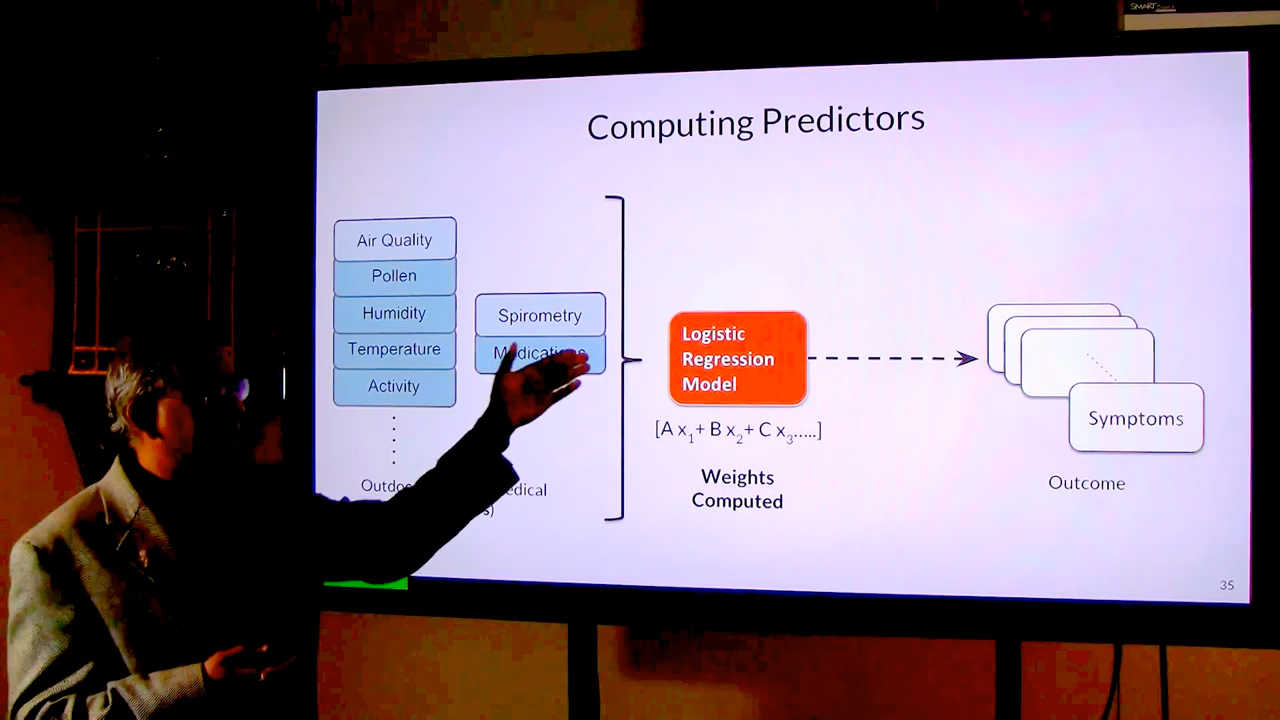 SMART
Computing Predictors
Air Quality
Pollen
Humidity
Temperature
Activity
Spirometry
Logistic
Regression
Model
[A x1 + B x2 + C x3.....]
Weights
Computed
Symptoms
Outcome
35